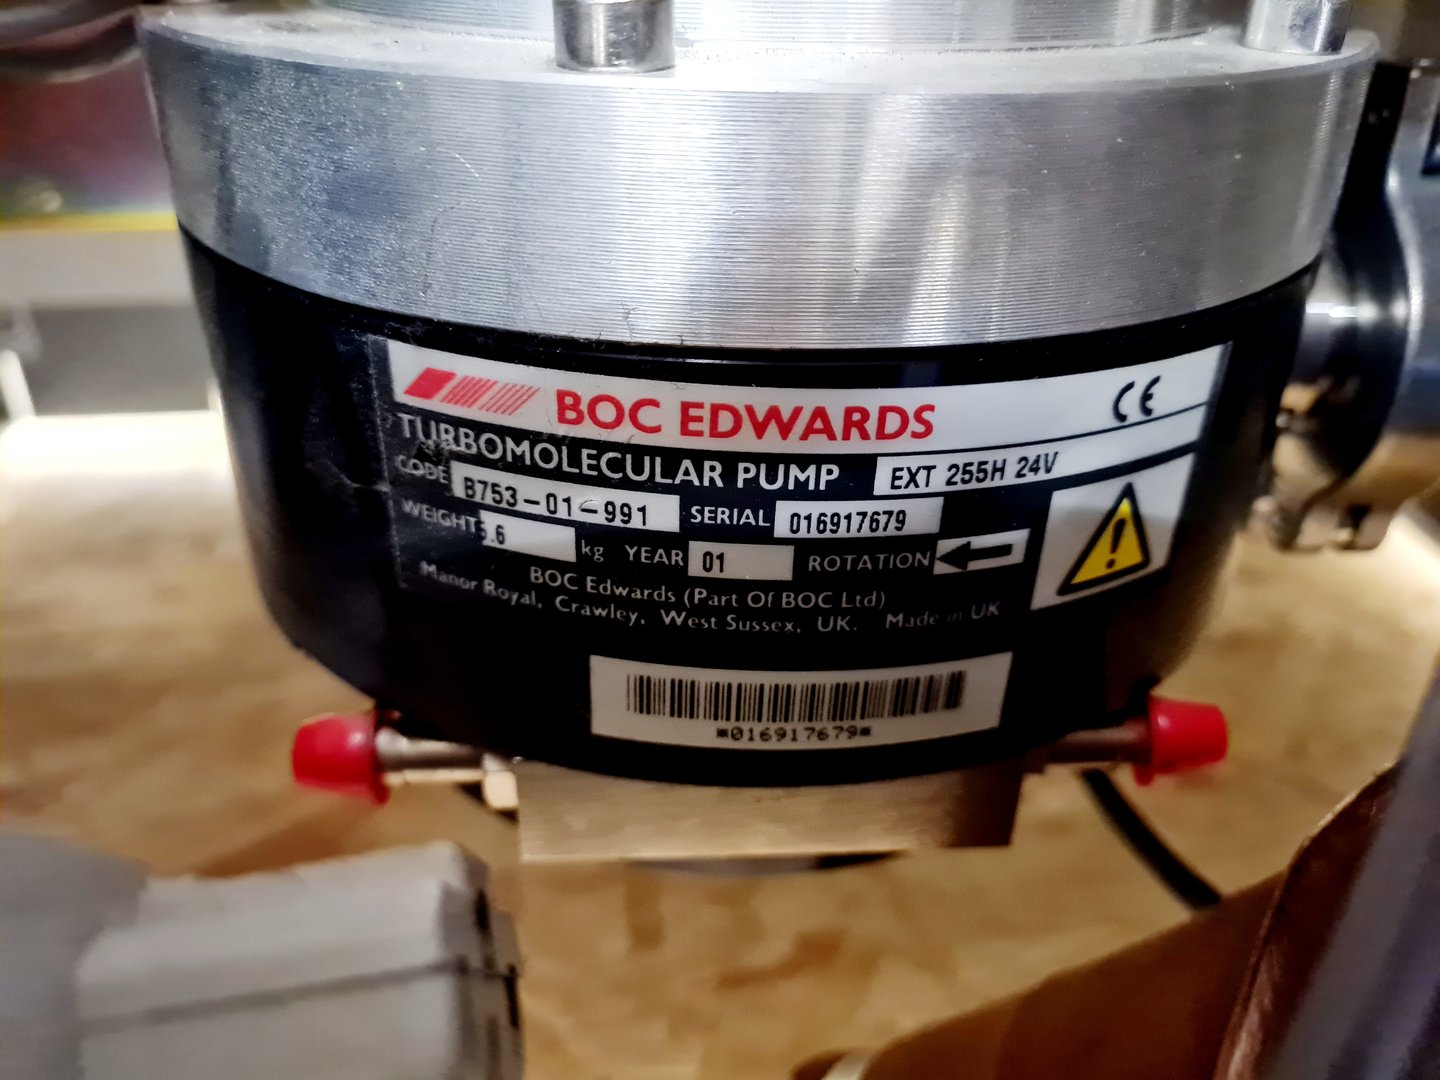 BOC EDWARDS CE
TURBOMOLECULAR PUMP EXT 255H 24V
CODE B753-01-991 SERIAL 016917679
WEIGHT 5.6 kg YEAR 01 ROTATION
BOC Edwards (Part Of BOC Ltd)
Manor Royal, Crawley, West Sussex, UK. Made in UK
*016917679*